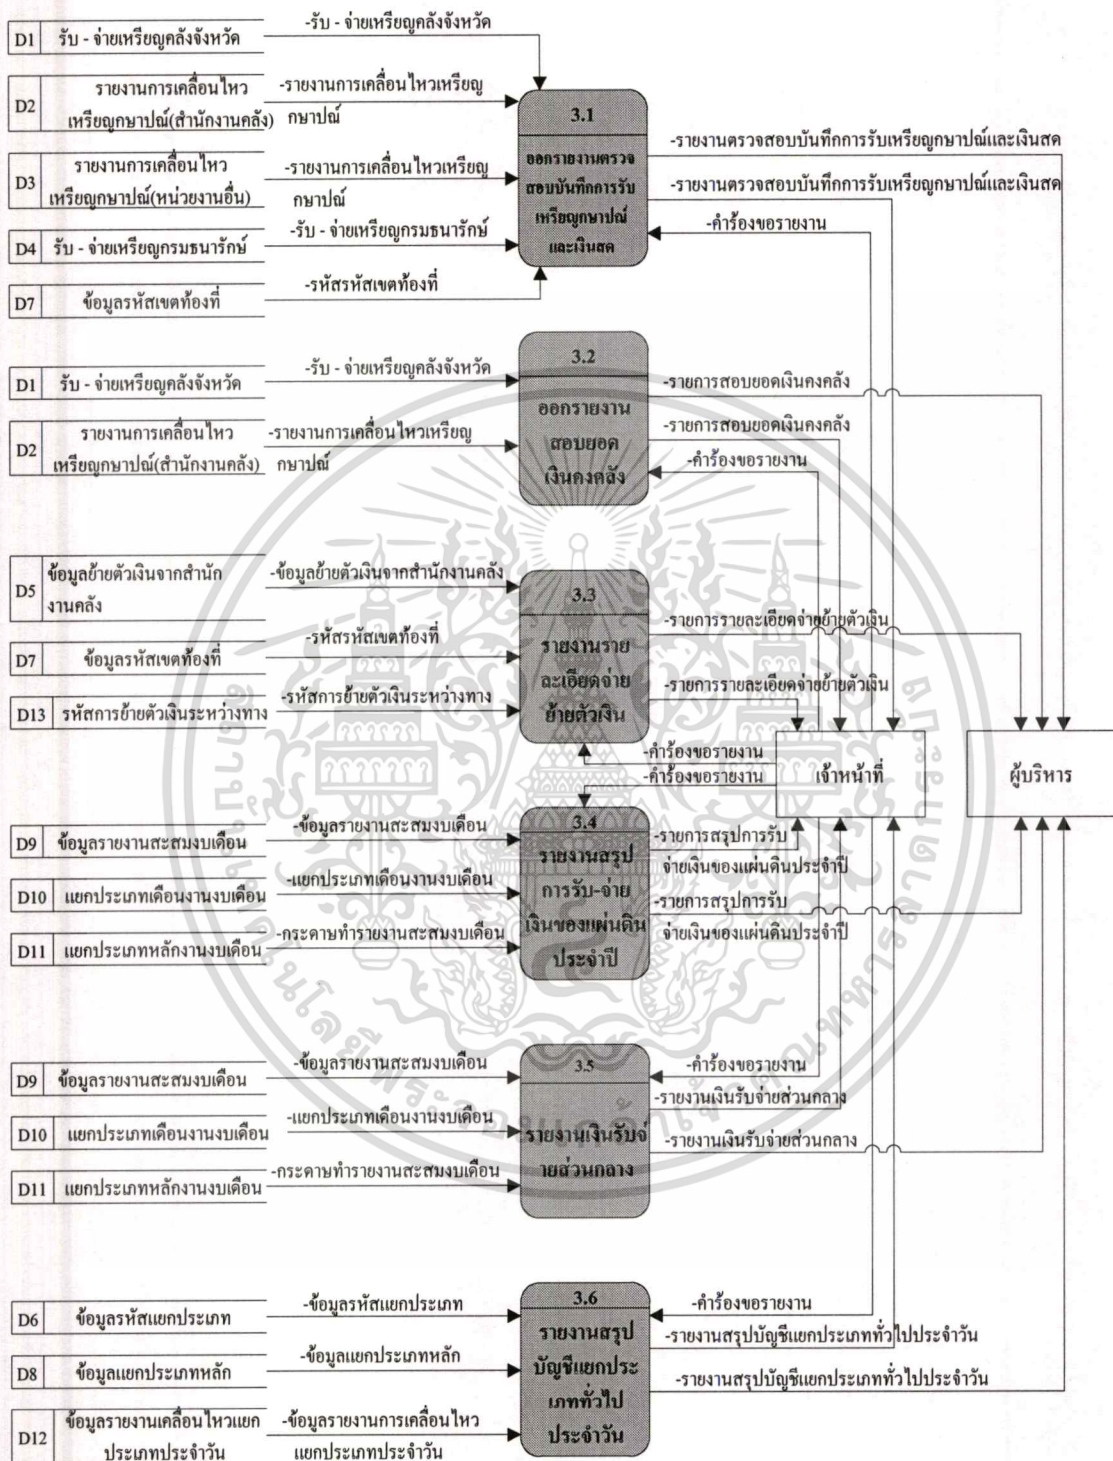 D1 รับ - จ่ายเหรียญคลังจังหวัด
-รับ - จ่ายเหรียญคลังจังหวัด
D2 รายงานการเคลื่อนไหว
เหรียญกษาปณ์(สำนักงานคลัง)
-รายงานการเคลื่อนไหวเหรียญ
กษาปณ์
D3 รายงานการเคลื่อนไหว
เหรียญกษาปณ์(หน่วยงานอื่น)
-รายงานการเคลื่อนไหวเหรียญ
กษาปณ์
D4 รับ - จ่ายเหรียญกรมธนารักษ์
-รับ - จ่ายเหรียญกรมธนารักษ์
D7 ข้อมูลรหัสเขตท้องที่
-รหัสรหัสเขตท้องที่
3.1
ออกรายงานตรวจ
สอบบันทึกการรับ
เหรียญกษาปณ์
และเงินสด
-รายงานตรวจสอบบันทึกการรับเหรียญกษาปณ์และเงินสด
-รายงานตรวจสอบบันทึกการรับเหรียญกษาปณ์และเงินสด
-คำร้องขอรายงาน
D1 รับ - จ่ายเหรียญคลังจังหวัด
-รับ - จ่ายเหรียญคลังจังหวัด
D2 รายงานการเคลื่อนไหว
เหรียญกษาปณ์(สำนักงานคลัง)
-รายงานการเคลื่อนไหวเหรียญ
กษาปณ์
3.2
ออกรายงาน
สอบยอด
เงินคงคลัง
-รายการสอบยอดเงินคงคลัง
-รายการสอบยอดเงินคงคลัง
-คำร้องขอรายงาน
D5 ข้อมูลย้ายตัวเงินจากสำนัก
งานคลัง
-ข้อมูลย้ายตัวเงินจากสำนักงานคลัง
D7 ข้อมูลรหัสเขตท้องที่
-รหัสรหัสเขตท้องที่
D13 รหัสการย้ายตัวเงินระหว่างทาง
-รหัสการย้ายตัวเงินระหว่างทาง
3.3
รายงานราย
ละเอียดจ่าย
ย้ายตัวเงิน
-รายการรายละเอียดจ่ายย้ายตัวเงิน
-รายการรายละเอียดจ่ายย้ายตัวเงิน
-คำร้องขอรายงาน
-คำร้องขอรายงาน
เจ้าหน้าที่
ผู้บริหาร
D9 ข้อมูลรายงานสะสมงบเดือน
-ข้อมูลรายงานสะสมงบเดือน
D10 แยกประเภทเดือนงานงบเดือน
-แยกประเภทเดือนงานงบเดือน
D11 แยกประเภทหลักงานงบเดือน
-กระดาษทำรายงานสะสมงบเดือน
3.4
รายงานสรุป
การรับ-จ่าย
เงินของแผ่นดิน
ประจำปี
-รายการสรุปการรับ
จ่ายเงินของแผ่นดินประจำปี
-รายการสรุปการรับ
จ่ายเงินของแผ่นดินประจำปี
D9 ข้อมูลรายงานสะสมงบเดือน
-ข้อมูลรายงานสะสมงบเดือน
D10 แยกประเภทเดือนงานงบเดือน
-แยกประเภทเดือนงานงบเดือน
D11 แยกประเภทหลักงานงบเดือน
-กระดาษทำรายงานสะสมงบเดือน
3.5
รายงานเงินรับจ่
ายส่วนกลาง
-คำร้องขอรายงาน
-รายงานเงินรับจ่ายส่วนกลาง
-รายงานเงินรับจ่ายส่วนกลาง
D6 ข้อมูลรหัสแยกประเภท
-ข้อมูลรหัสแยกประเภท
D8 ข้อมูลแยกประเภทหลัก
-ข้อมูลแยกประเภทหลัก
D12 ข้อมูลรายงานเคลื่อนไหวแยก
ประเภทประจำวัน
-ข้อมูลรายงานการเคลื่อนไหว
แยกประเภทประจำวัน
3.6
รายงานสรุป
บัญชีแยกประ
เภททั่วไป
ประจำวัน
-คำร้องขอรายงาน
-รายงานสรุปบัญชีแยกประเภททั่วไปประจำวัน
-รายงานสรุปบัญชีแยกประเภททั่วไปประจำวัน